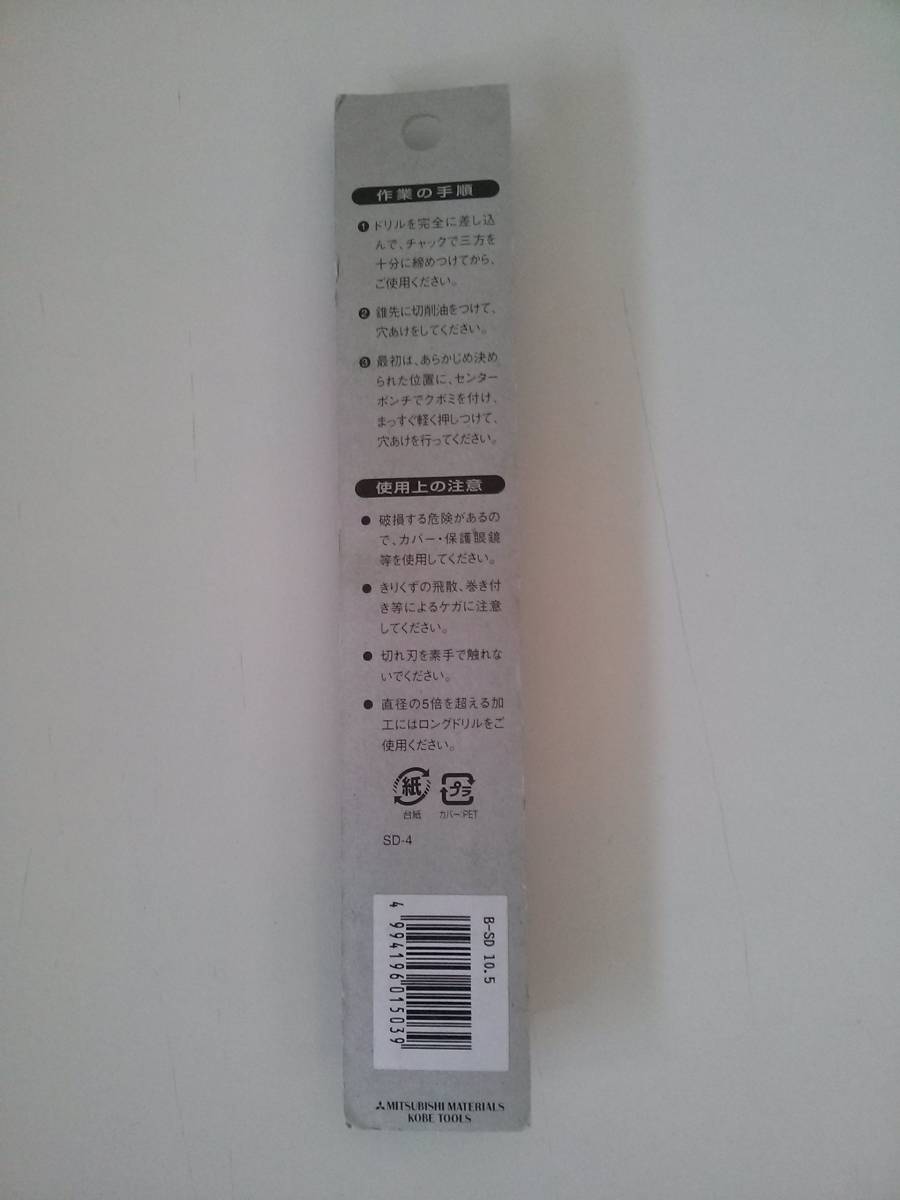 作業の手順
❶ ドリルを完全に差し込
んで、チャックで三方を
十分に締めつけてから、
ご使用ください。
❷ 錐先に切削油をつけて、
穴あけをしてください。
❸ 最初は、あらかじめ決め
られた位置に、センター
ポンチでクボミを付け、
まっすぐ軽く押しつけて、
穴あけを行ってください。
使用上の注意
● 破損する危険があるの
で、カバー・保護眼鏡
等を使用してください。
● きりくずの飛散、巻き付
き等によるケガに注意
してください。
● 切れ刃を素手で触れな
いでください。
● 直径の5倍を超える加
工にはロングドリルをご
使用ください。
紙 プラ
台紙 カバー:PET
SD-4
B-SD 10.5
4 994196 015039
MITSUBISHI MATERIALS
KOBE TOOLS